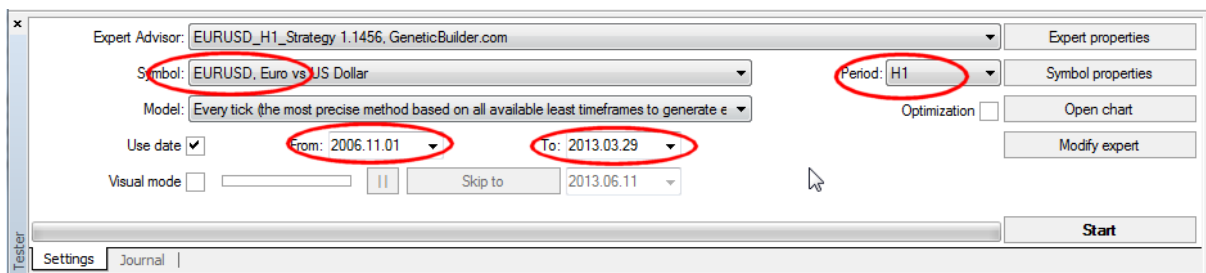 x
Expert Advisor: EURUSD_H1_Strategy 1.1456, GeneticBuilder.com Expert properties
Symbol: EURUSD, Euro vs US Dollar Period: H1 Symbol properties
Model: Every tick (the most precise method based on all available least timeframes to generate e Optimization Open chart
Use date From: 2006.11.01 To: 2013.03.29 Modify expert
Visual mode Skip to 2013.06.11
Start
Tester
Settings Journal